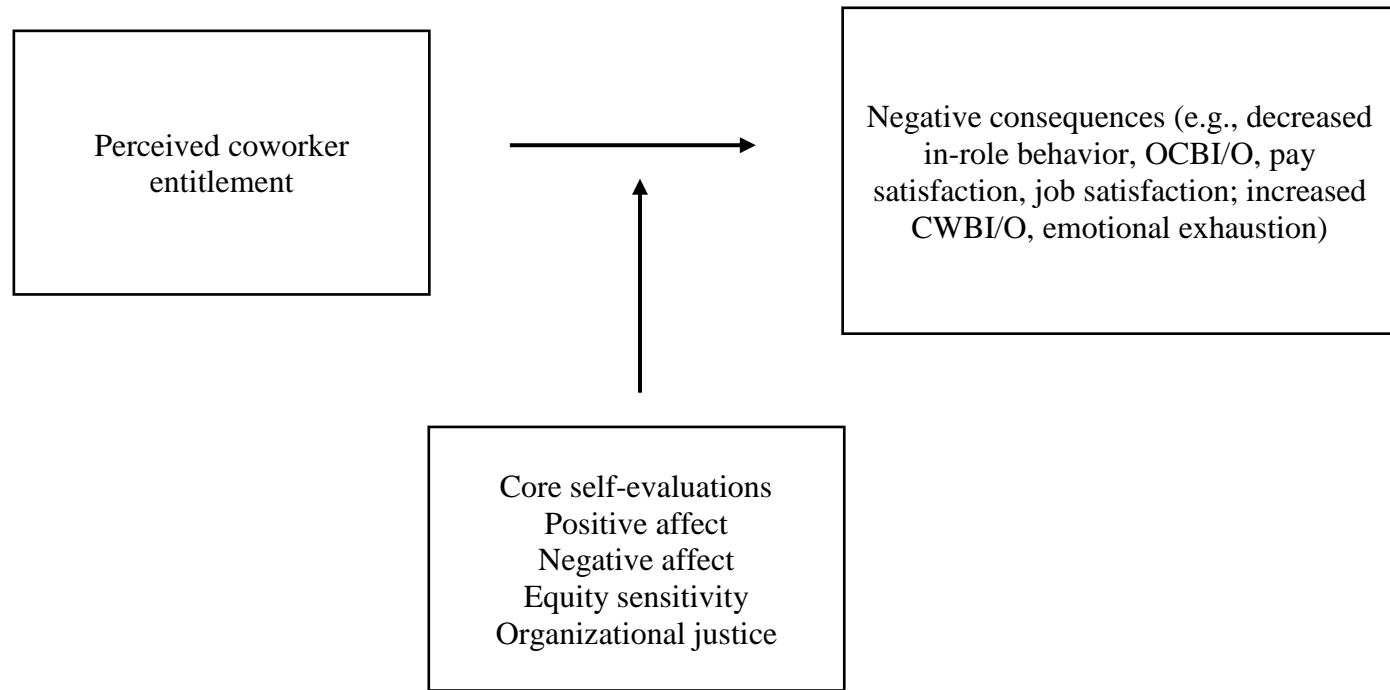 Perceived coworker
entitlement
Negative consequences (e.g., decreased
in-role behavior, OCBI/O, pay
satisfaction, job satisfaction; increased
CWBI/O, emotional exhaustion)
Core self-evaluations
Positive affect
Negative affect
Equity sensitivity
Organizational justice